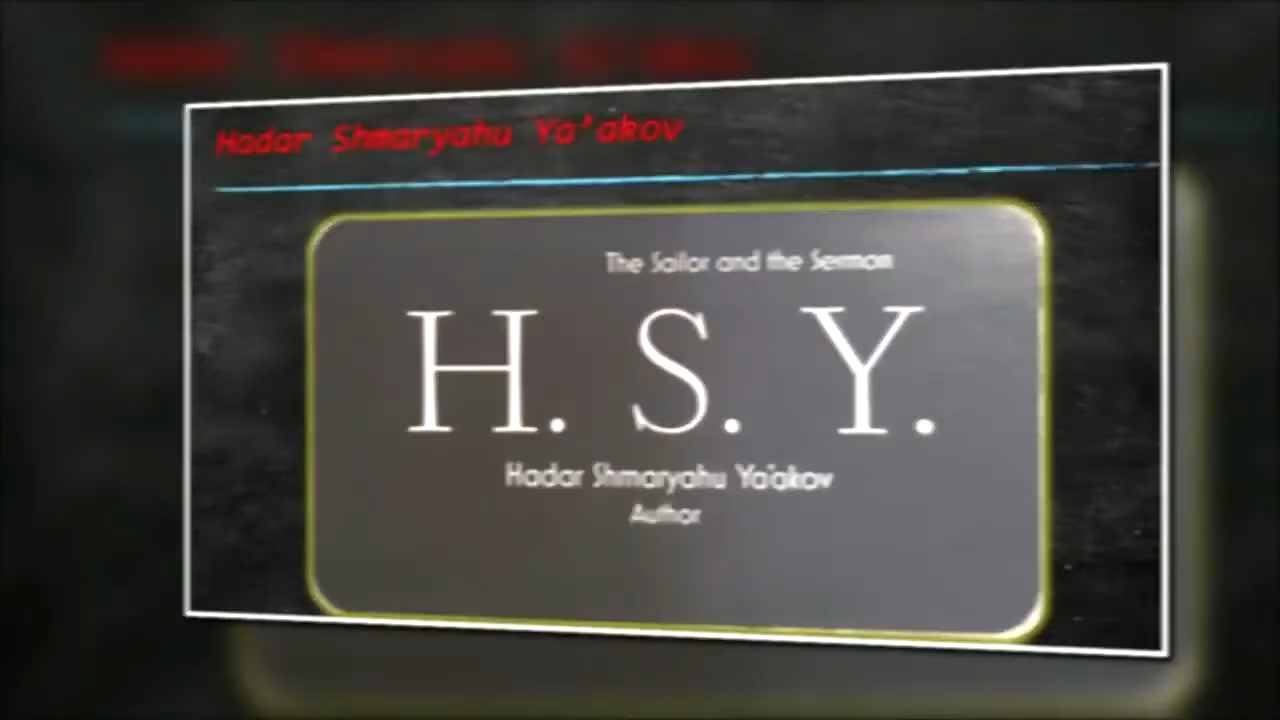 Hadar Shmaryahu Ya'akov
The Sailor and the Sermon
H. S. Y.
Hadar Shmaryahu Ya'akov
Author